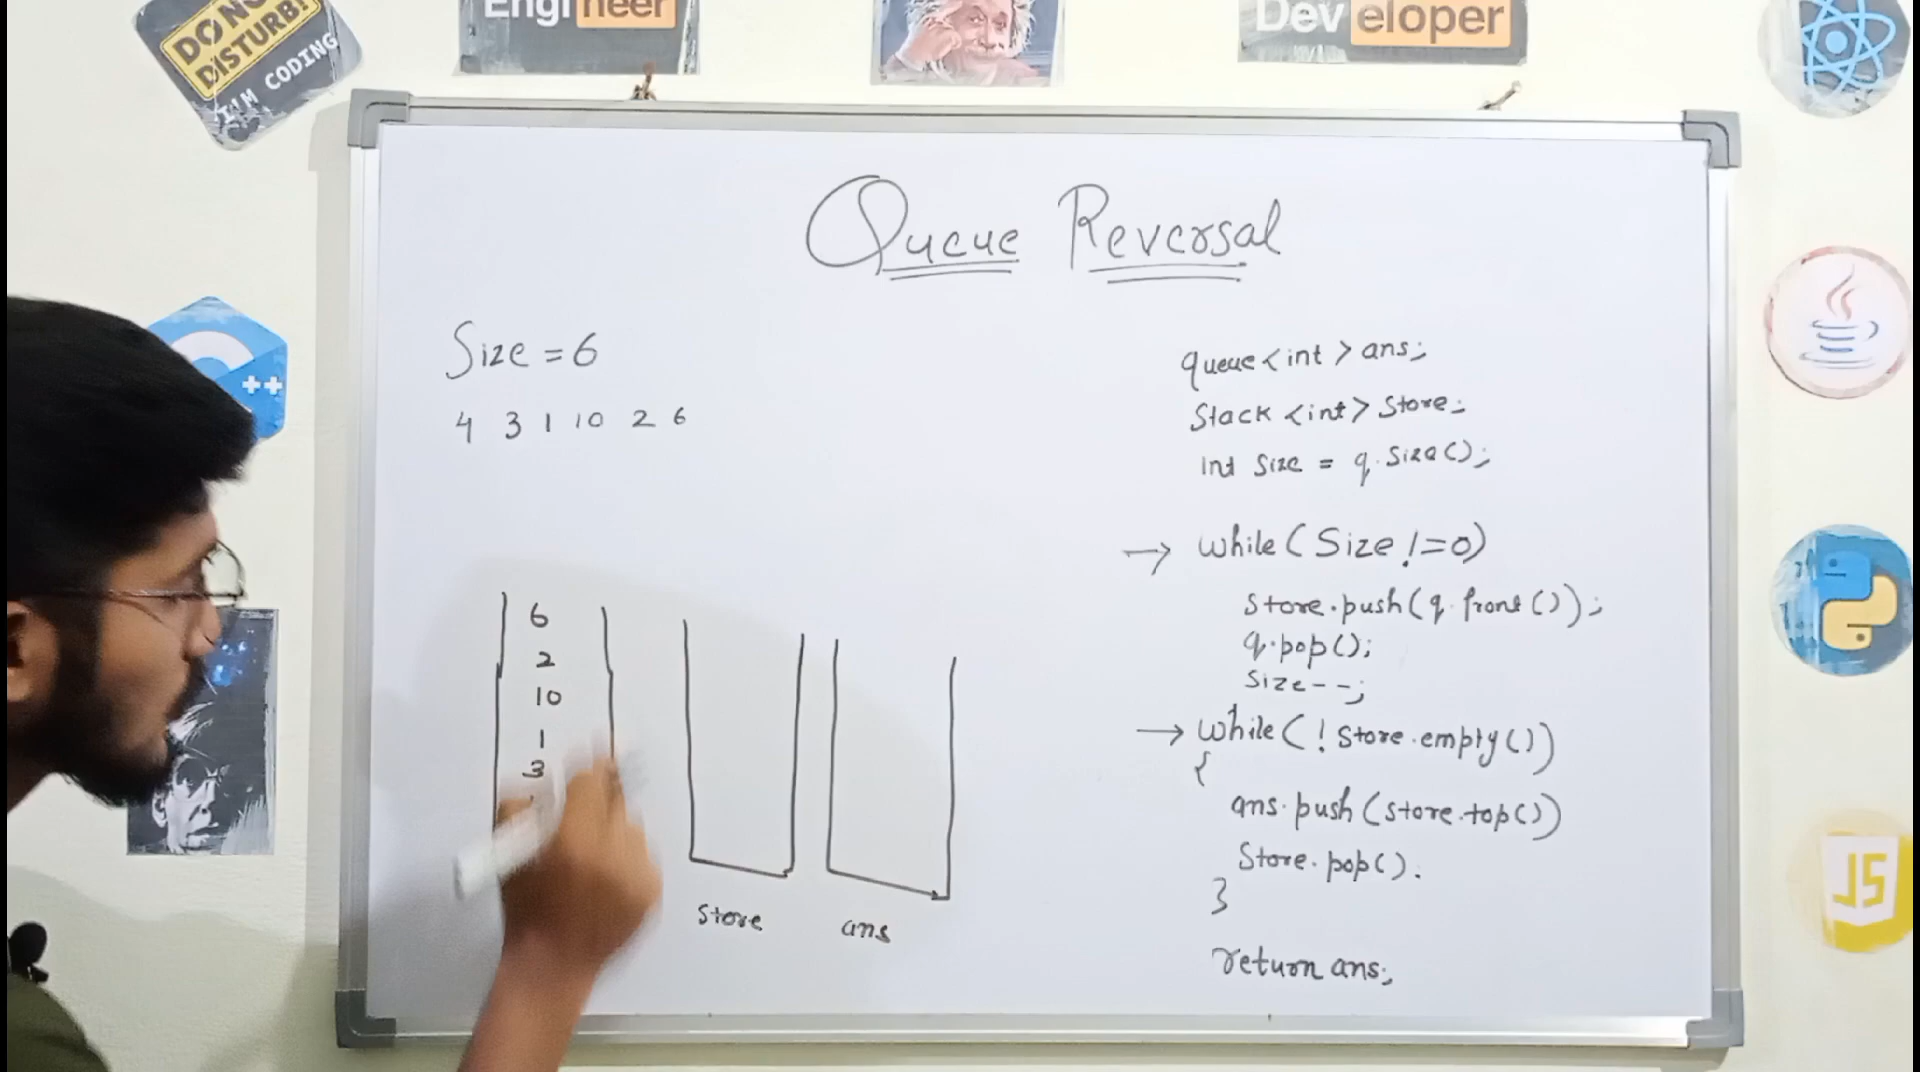 DONOT
DISTURB!
I'M CODING
Engineer
Developer
Queue Reversal
Size = 6
4 3 1 10 2 6
6
2
10
1
3
store
ans
queue <int> ans;
Stack <int> Store;
int Size = q.Size();
→ while (Size != 0)
Store.push(q.front());
q.pop();
Size--;
→ while (! Store.empty())
{
ans.push(store.top())
Store.pop().
}
return ans;
++
JS